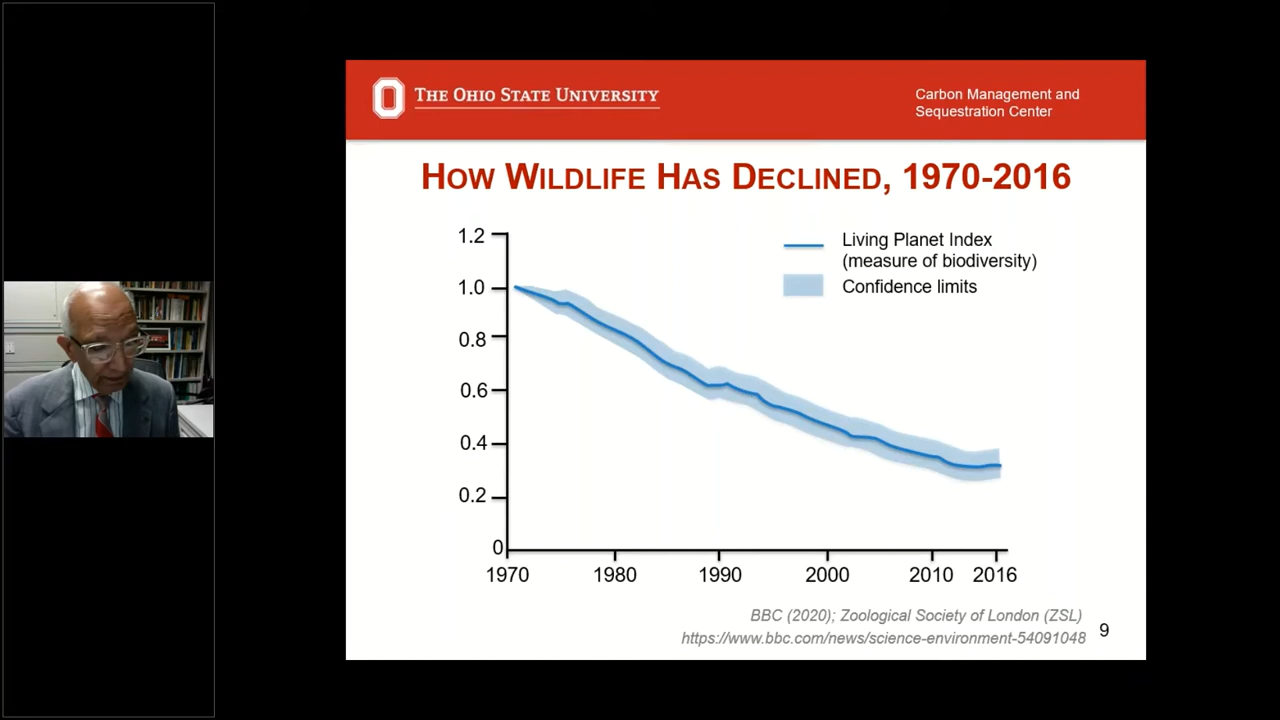 THE OHIO STATE UNIVERSITY
Carbon Management and
Sequestration Center
HOW WILDLIFE HAS DECLINED, 1970-2016
Living Planet Index
(measure of biodiversity)
Confidence limits
1.2
1.0
0.8
0.6
0.4
0.2
0
1970 1980 1990 2000 2010 2016
BBC (2020); Zoological Society of London (ZSL)
https://www.bbc.com/news/science-environment-54091048
9